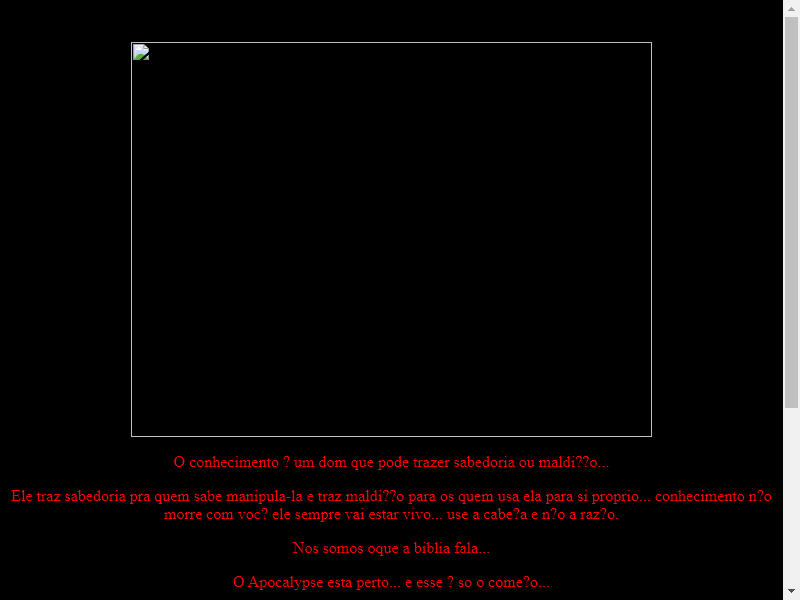 O conhecimento ? um dom que pode trazer sabedoria ou maldi??o...
Ele traz sabedoria pra quem sabe manipula-la e traz maldi??o para os quem usa ela para si proprio... conhecimento n?o
morre com voc? ele sempre vai estar vivo... use a cabe?a e n?o a raz?o.
Nos somos oque a biblia fala...
O Apocalypse esta perto... e esse ? so o come?o...